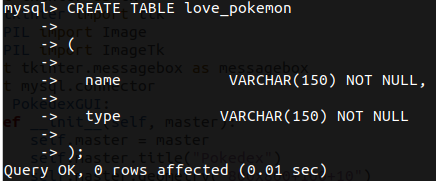 mysql> CREATE TABLE love_pokemon
->
-> (
->
-> name VARCHAR(150) NOT NULL,
->
-> type VARCHAR(150) NOT NULL
->
-> );
Query OK, 0 rows affected (0.01 sec)